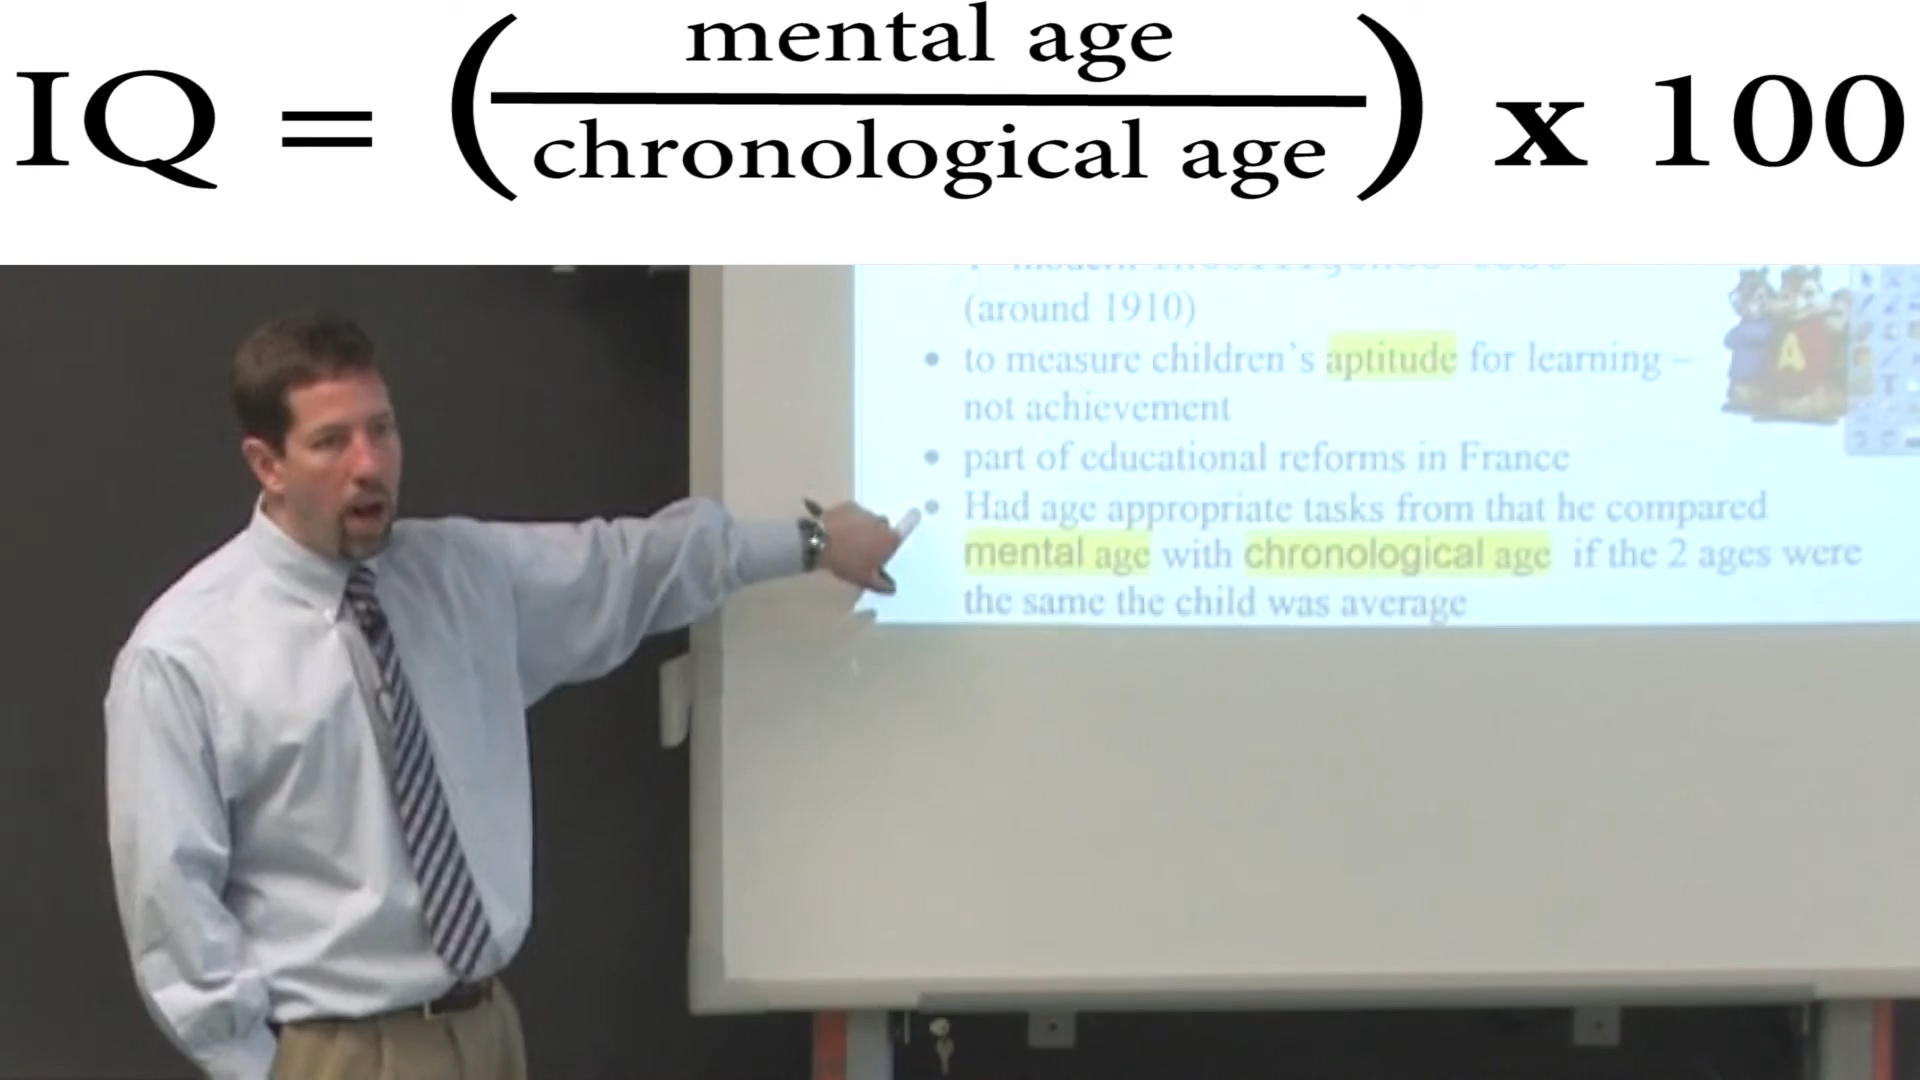 mental age
IQ = ( ) x 100
chronological age
(around 1910)
• to measure children's aptitude for learning –
not achievement
• part of educational reforms in France
• Had age appropriate tasks from that he compared
mental age with chronological age if the 2 ages were
the same the child was average
A